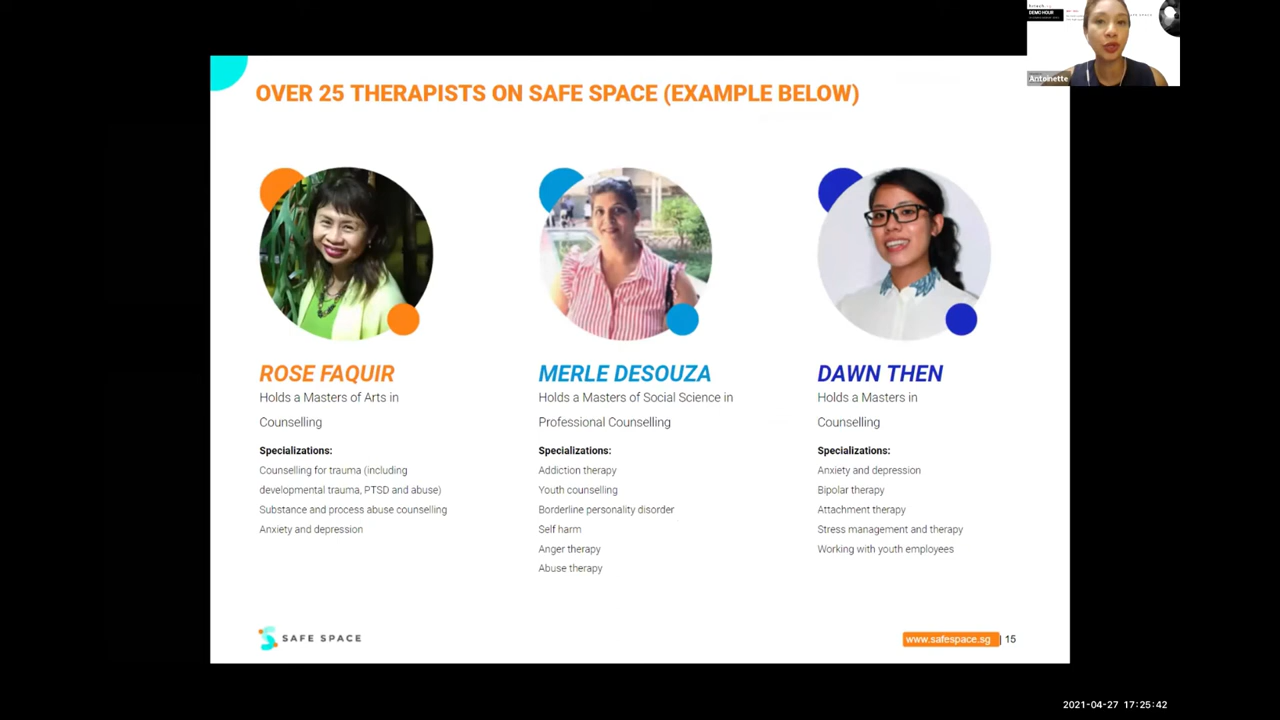 DEMO HOUR
SAFE SPACE
Antoinette
OVER 25 THERAPISTS ON SAFE SPACE (EXAMPLE BELOW)
ROSE FAQUIR
Holds a Masters of Arts in
Counselling
Specializations:
Counselling for trauma (including
developmental trauma, PTSD and abuse)
Substance and process abuse counselling
Anxiety and depression
MERLE DESOUZA
Holds a Masters of Social Science in
Professional Counselling
Specializations:
Addiction therapy
Youth counselling
Borderline personality disorder
Self harm
Anger therapy
Abuse therapy
DAWN THEN
Holds a Masters in
Counselling
Specializations:
Anxiety and depression
Bipolar therapy
Attachment therapy
Stress management and therapy
Working with youth employees
SAFE SPACE
www.safespace.sg | 15
2021-04-27 17:25:42